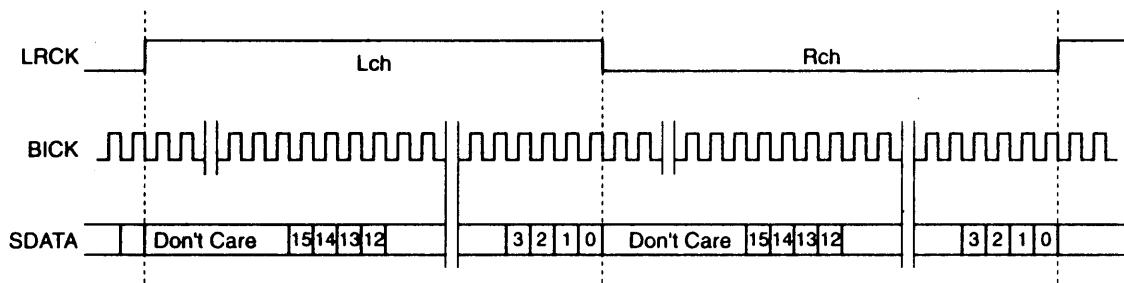 LRCK Lch Rch
BICK
SDATA Don't Care 15 14 13 12 3 2 1 0 Don't Care 15 14 13 12 3 2 1 0